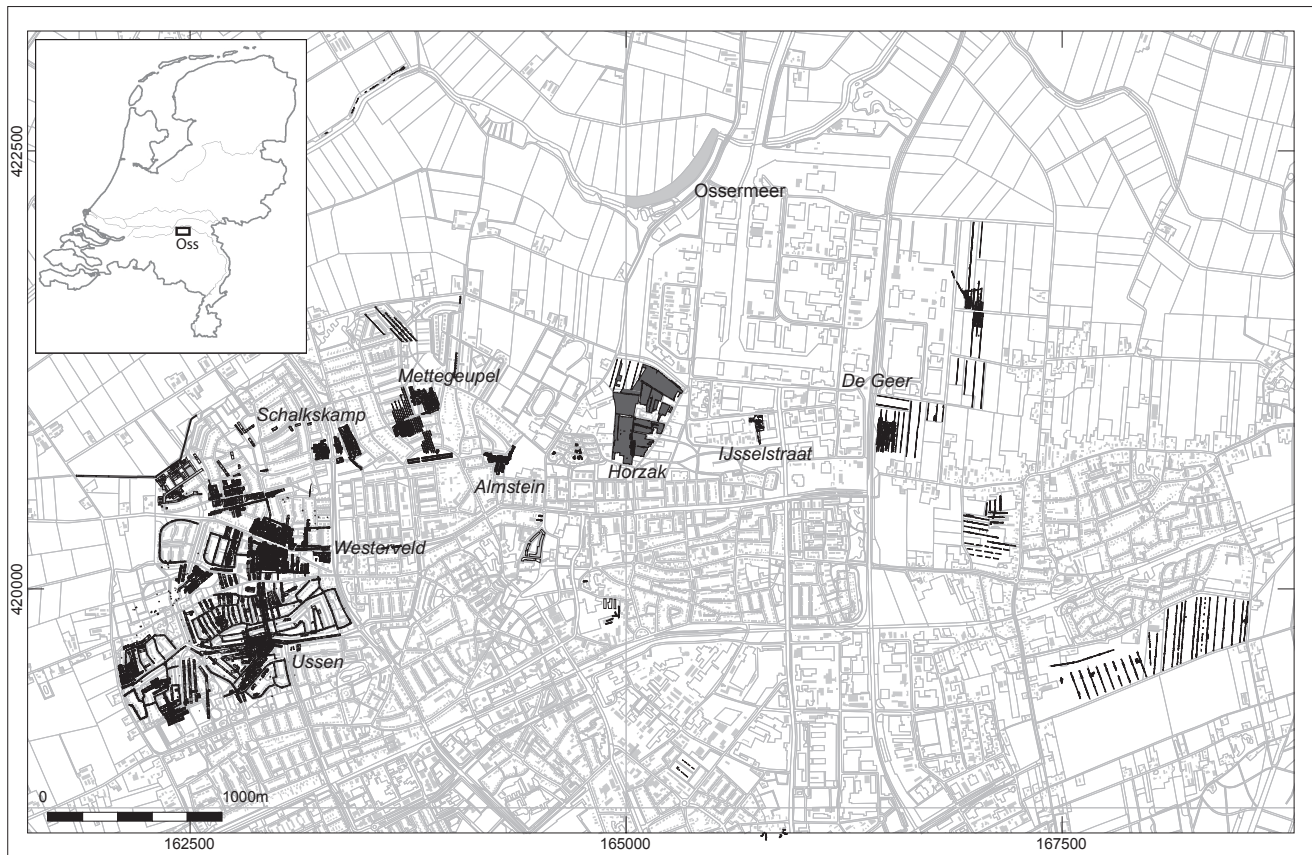 422500
Oss
Ossermeer
Mettegeupel
De Geer
Schalkskamp
IJsselstraat
Horzak
Almstein
Westerveld
420000
Ussen
0
1000m
162500
165000
167500